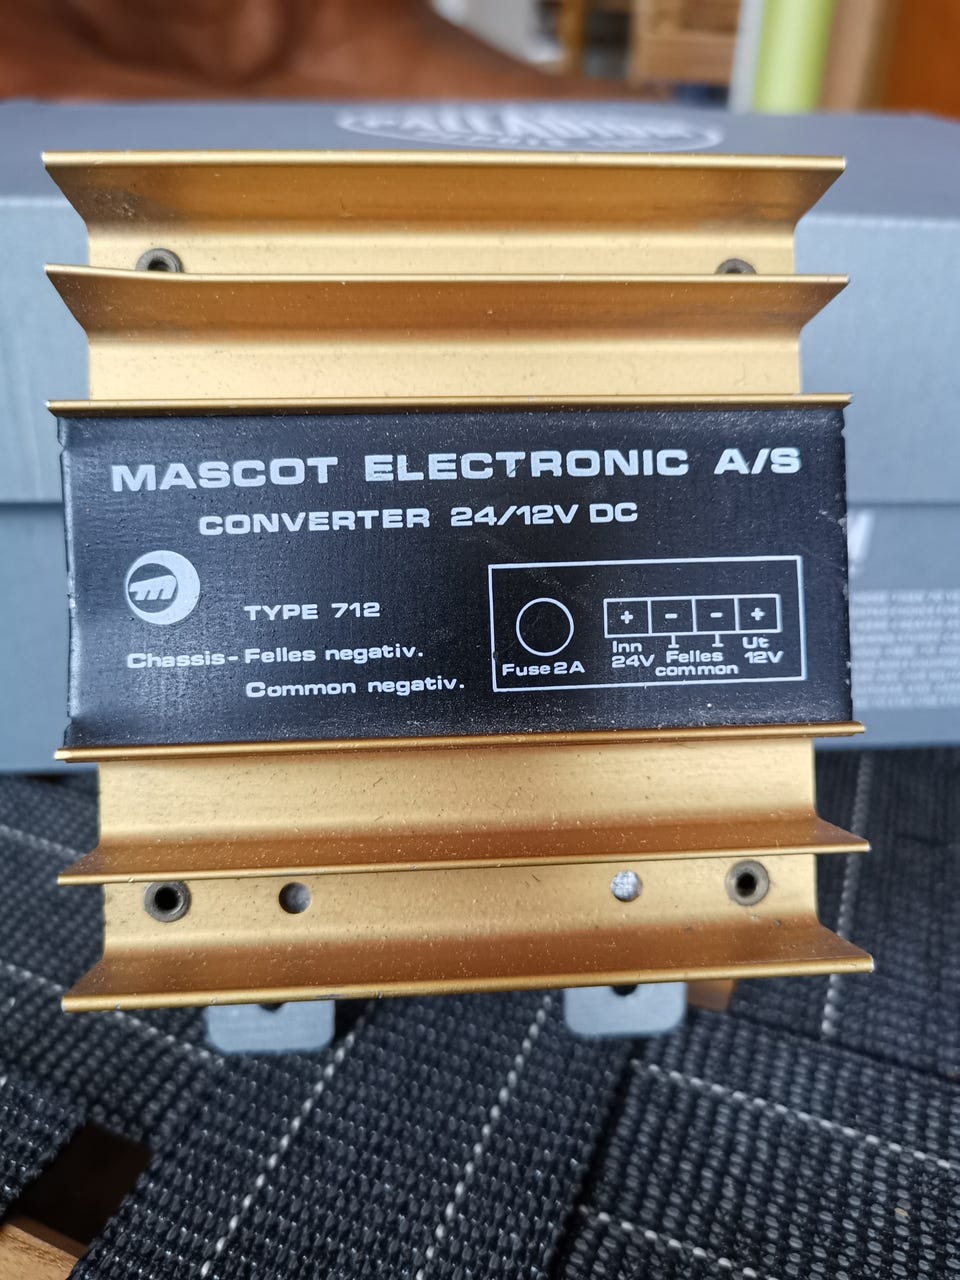 PALLADIUM
MASCOT ELECTRONIC A/S
CONVERTER 24/12V DC
m
TYPE 712
Chassis- Felles negativ.
Common negativ.
+ - - +
Inn 24V
Felles common
Ut 12V
Fuse 2A